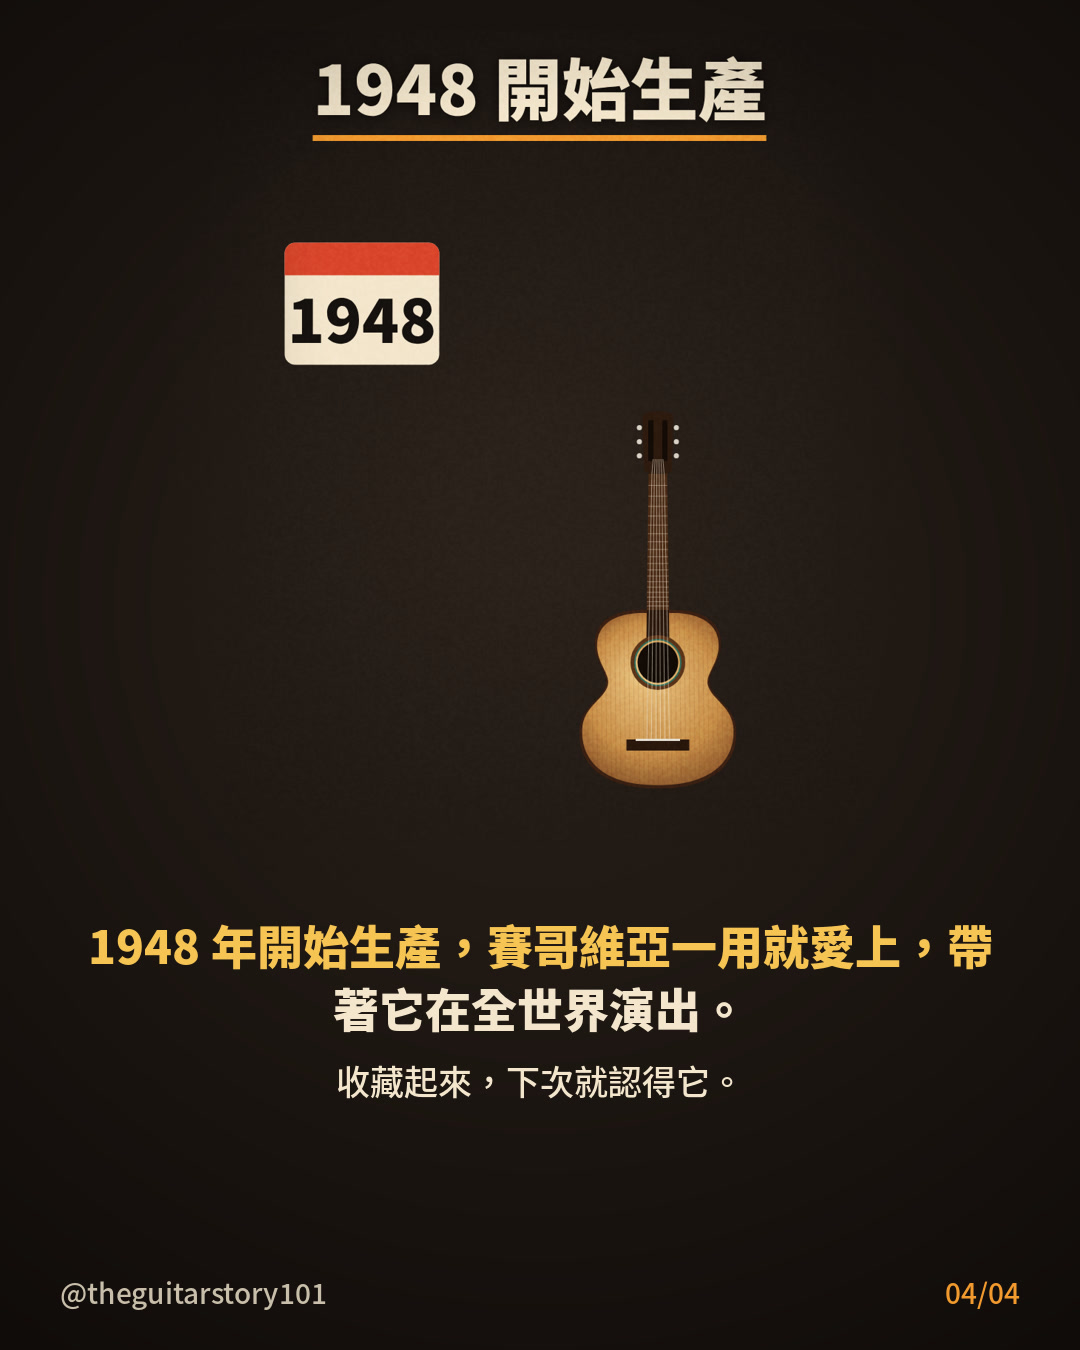 1948 開始生產
1948
1948 年開始生產，賽哥維亞一用就愛上，帶
著它在全世界演出。
收藏起來，下次就認得它。
@theguitarstory101
04/04